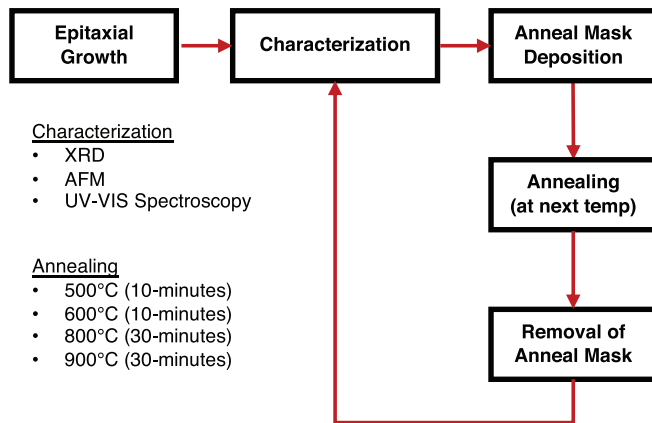 Epitaxial
Growth
Characterization
Anneal Mask
Deposition
Characterization
• XRD
• AFM
• UV-VIS Spectroscopy
Annealing
(at next temp)
Annealing
• 500°C (10-minutes)
• 600°C (10-minutes)
• 800°C (30-minutes)
• 900°C (30-minutes)
Removal of
Anneal Mask